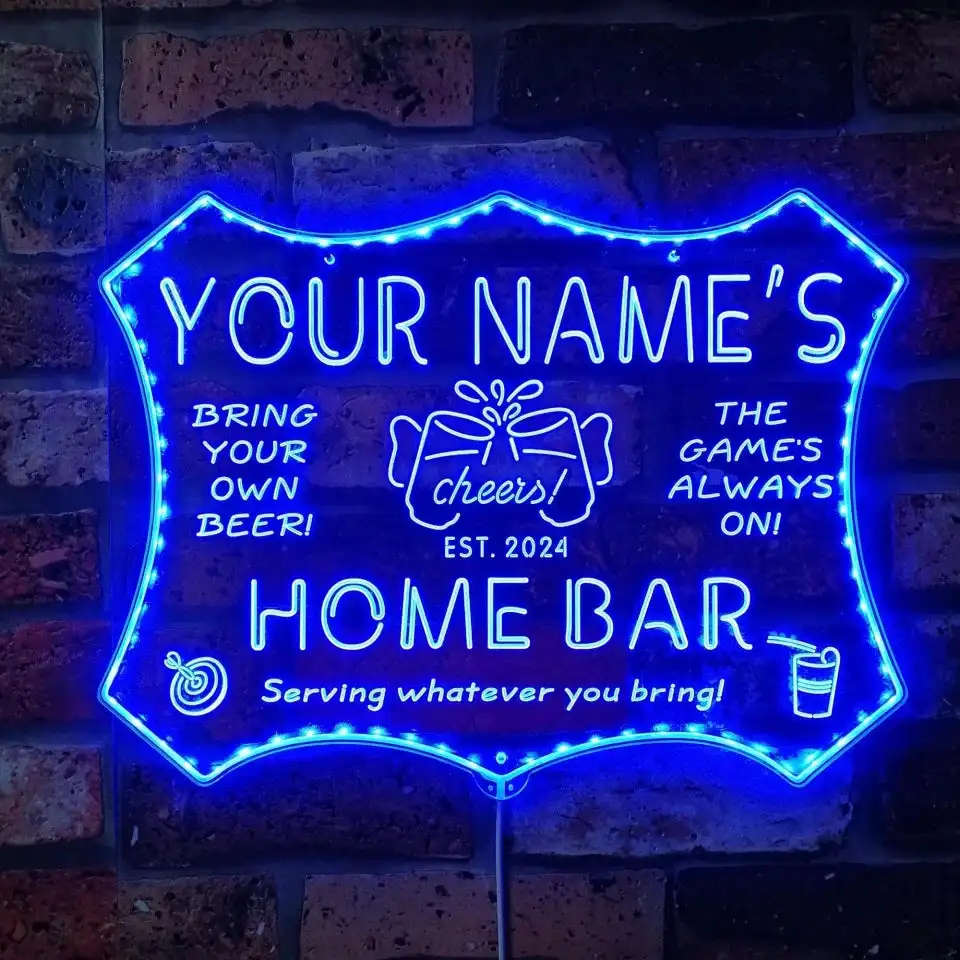 YOUR NAME'S
BRING
YOUR
OWN
BEER!
cheers!
EST. 2024
THE
GAME'S
ALWAYS
ON!
HOME BAR
Serving whatever you bring!